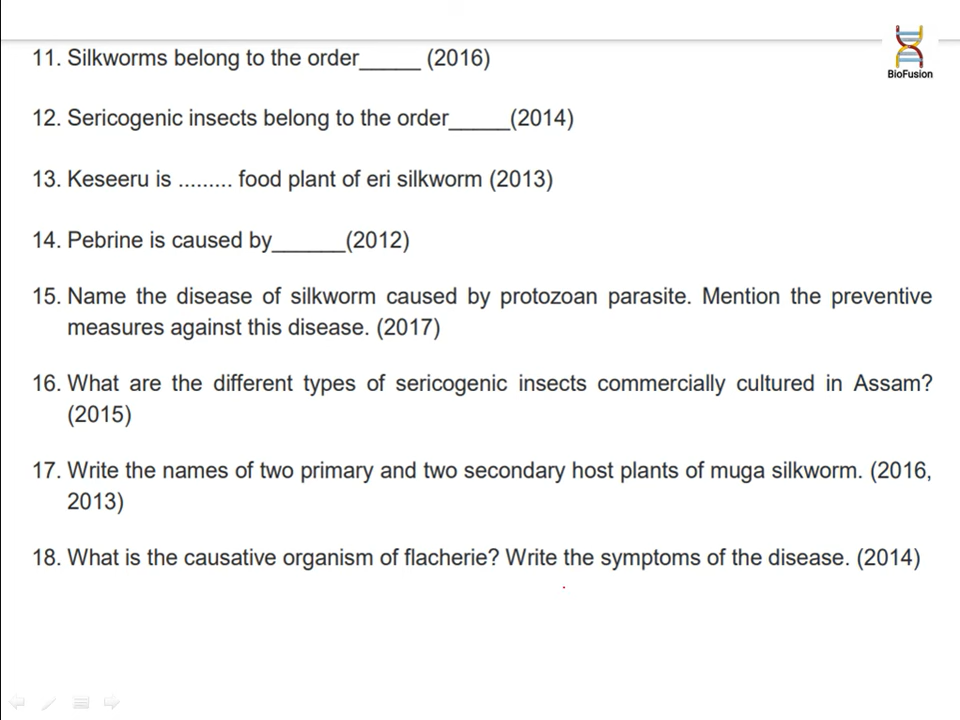 BioFusion
11. Silkworms belong to the order_____ (2016)
12. Sericogenic insects belong to the order_____(2014)
13. Keseeru is ......... food plant of eri silkworm (2013)
14. Pebrine is caused by______(2012)
15. Name the disease of silkworm caused by protozoan parasite. Mention the preventive
measures against this disease. (2017)
16. What are the different types of sericogenic insects commercially cultured in Assam?
(2015)
17. Write the names of two primary and two secondary host plants of muga silkworm. (2016,
2013)
18. What is the causative organism of flacherie? Write the symptoms of the disease. (2014)